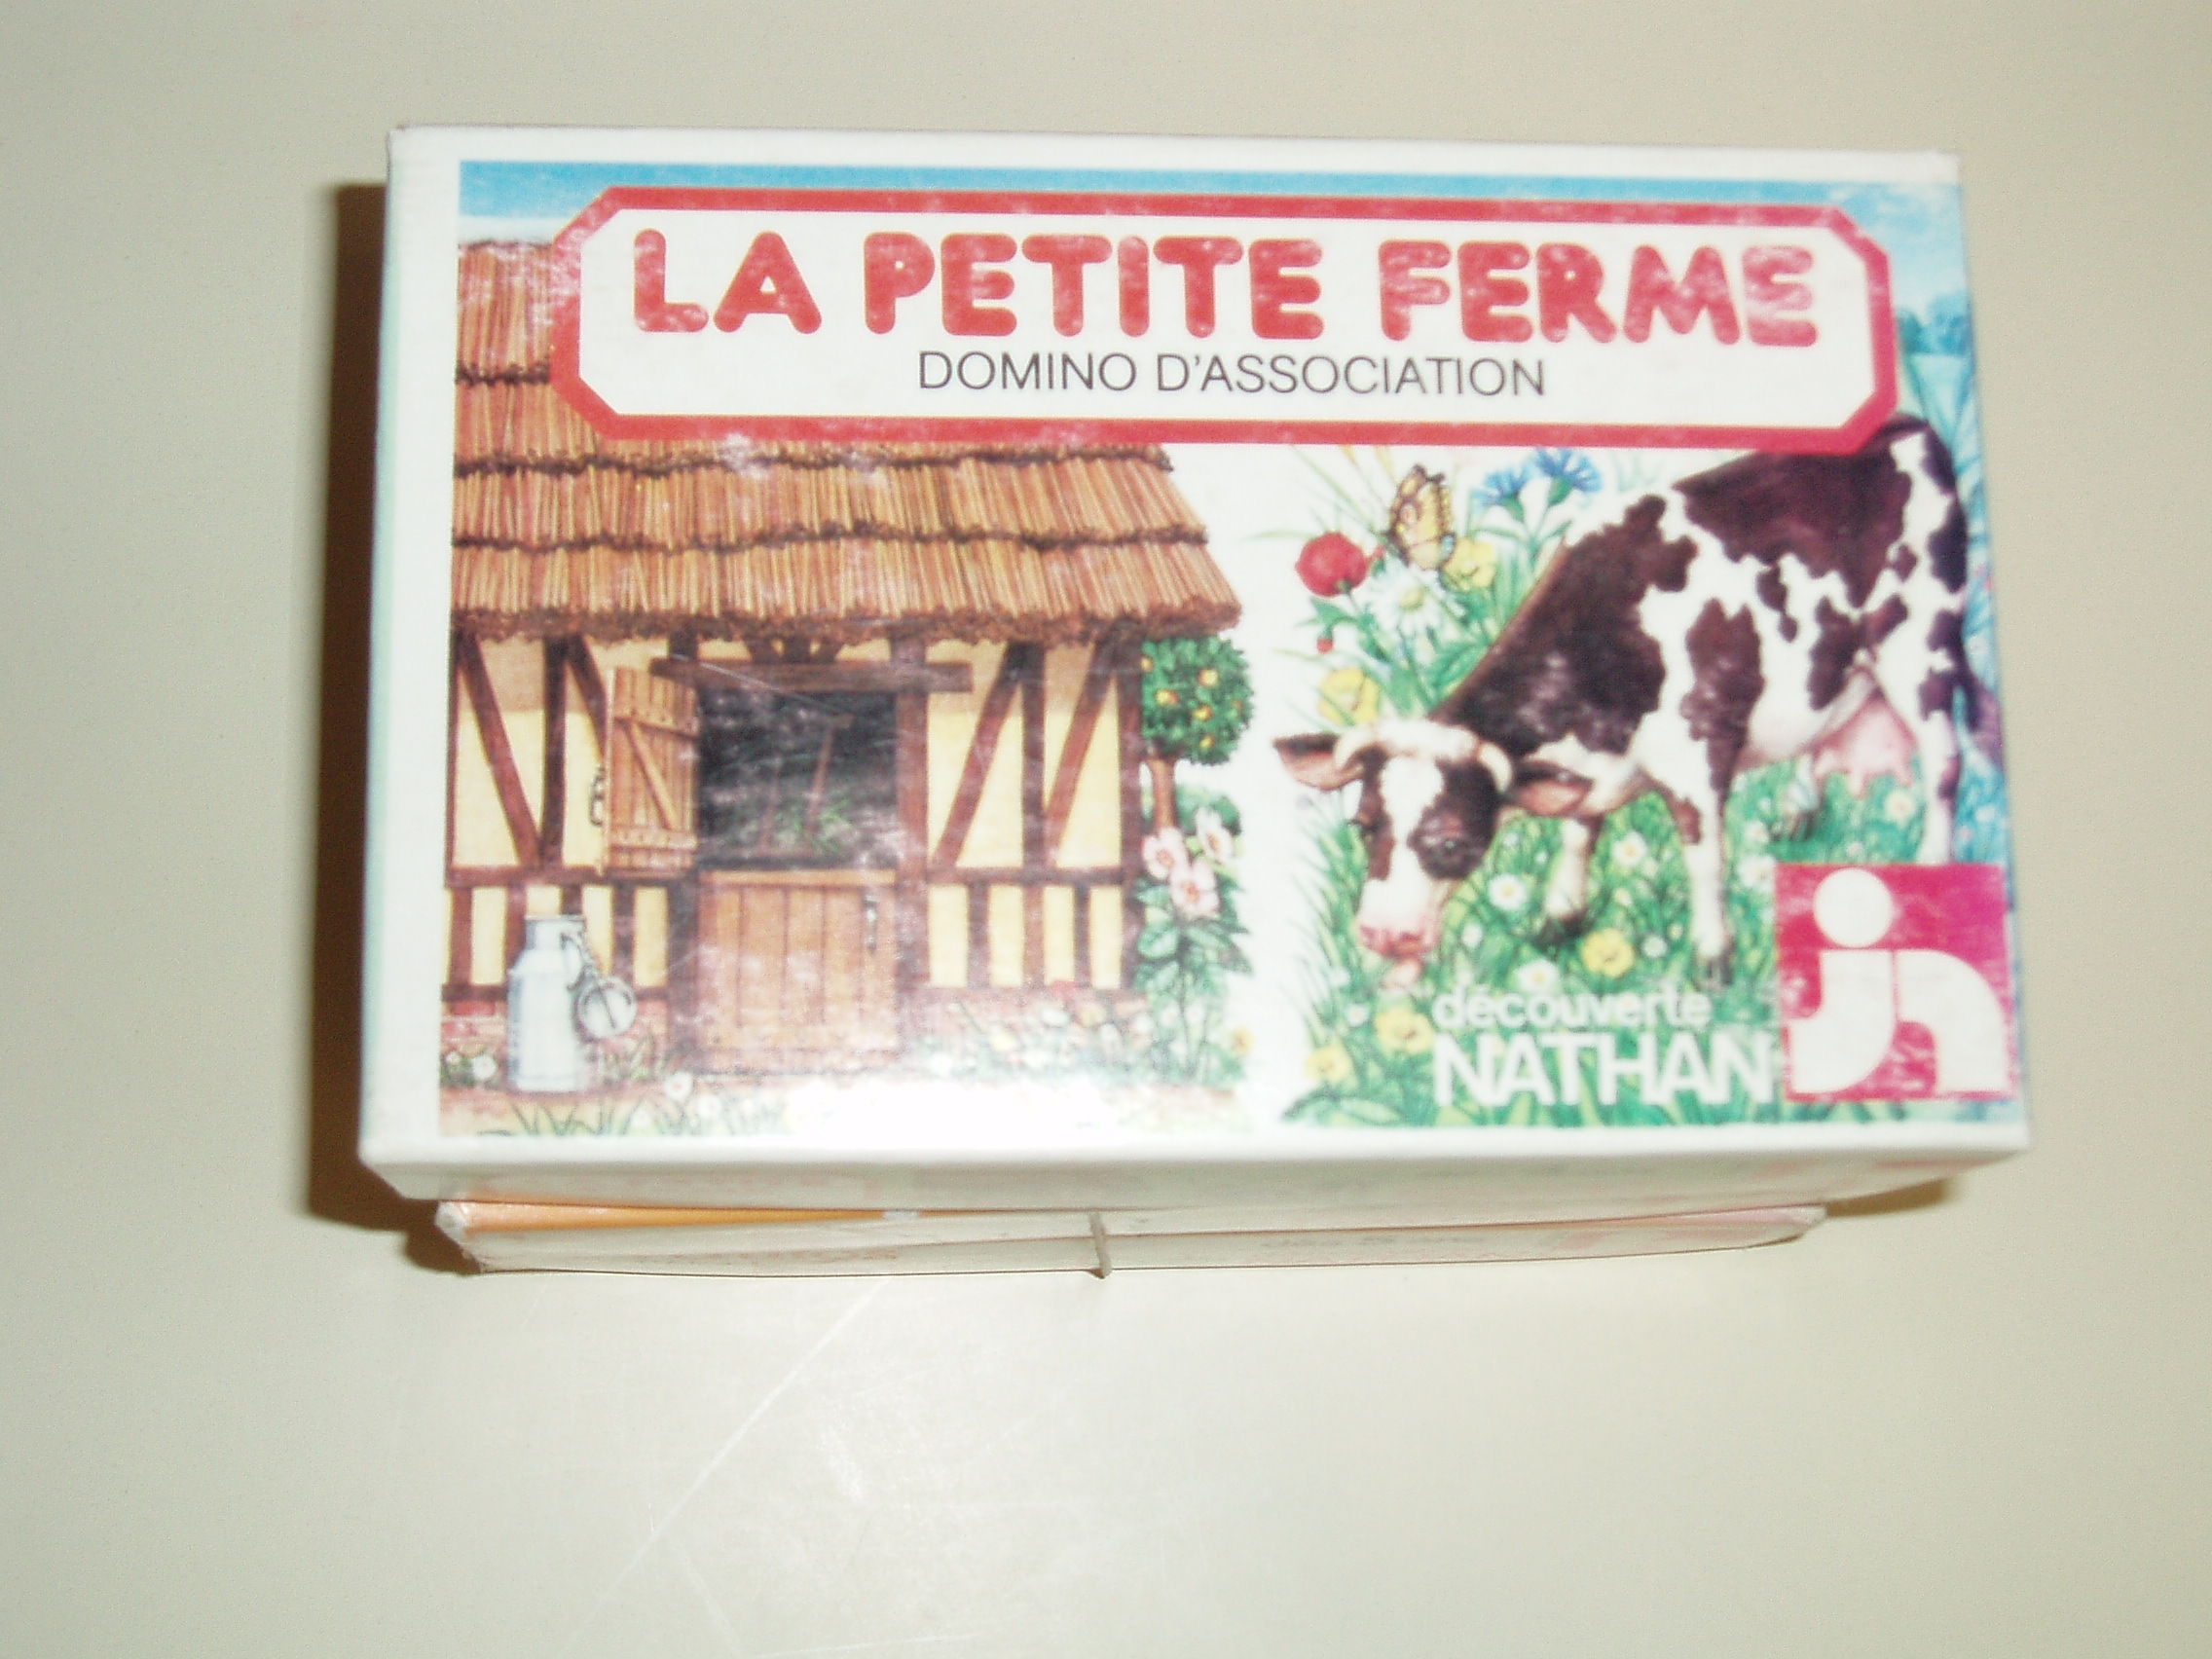 LA PETITE FERME
DOMINO D'ASSOCIATION
découverte
NATHAN